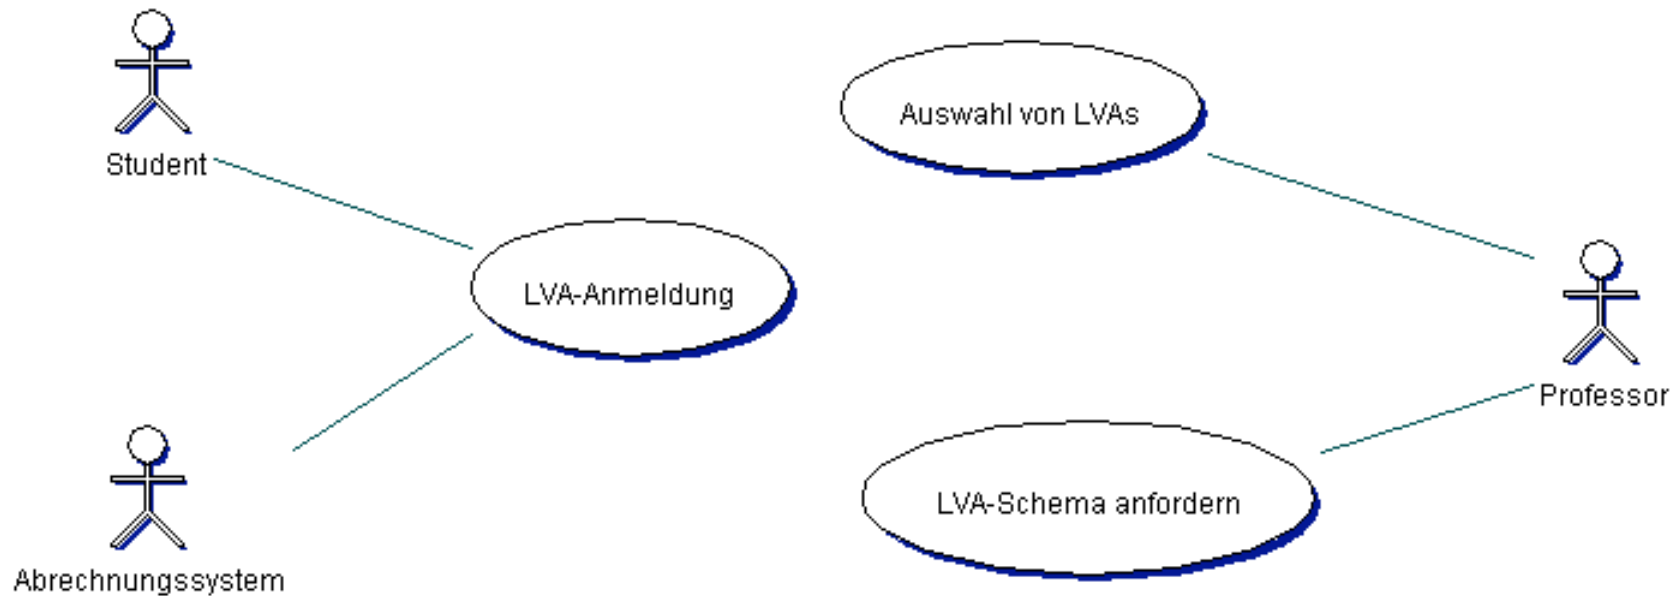 Auswahl von LVAs
Student
LVA-Anmeldung
Professor
LVA-Schema anfordern
Abrechnungssystem